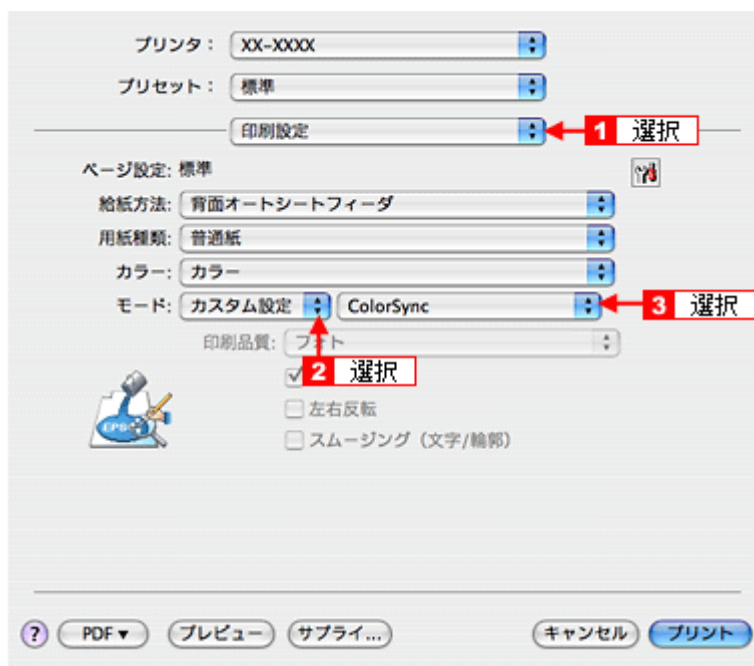 プリンタ： XX-XXXX
プリセット： 標準
印刷設定 1 選択
ページ設定: 標準
給紙方法: 背面オートシートフィーダ
用紙種類: 普通紙
カラー: カラー
モード: カスタム設定 ColorSync 3 選択
印刷品質: フォト
2 選択
左右反転
スムージング（文字/輪郭）
? PDF▼ プレビュー サプライ... キャンセル プリント